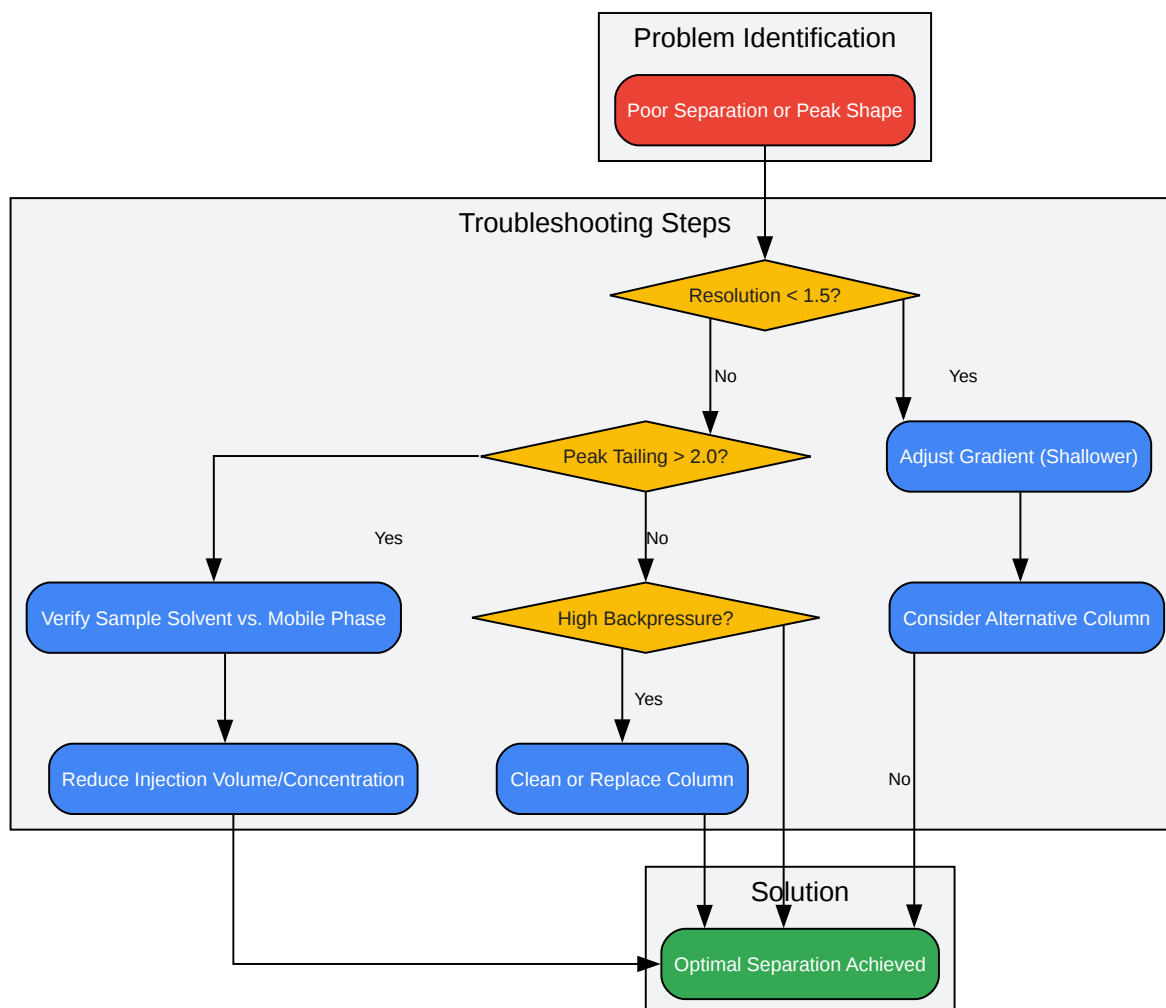 Problem Identification
Poor Separation or Peak Shape
Troubleshooting Steps
Resolution < 1.5?
No
Yes
Peak Tailing > 2.0?
Adjust Gradient (Shallower)
Yes
No
Verify Sample Solvent vs. Mobile Phase
High Backpressure?
Consider Alternative Column
Yes
Reduce Injection Volume/Concentration
Clean or Replace Column
No
Solution
Optimal Separation Achieved